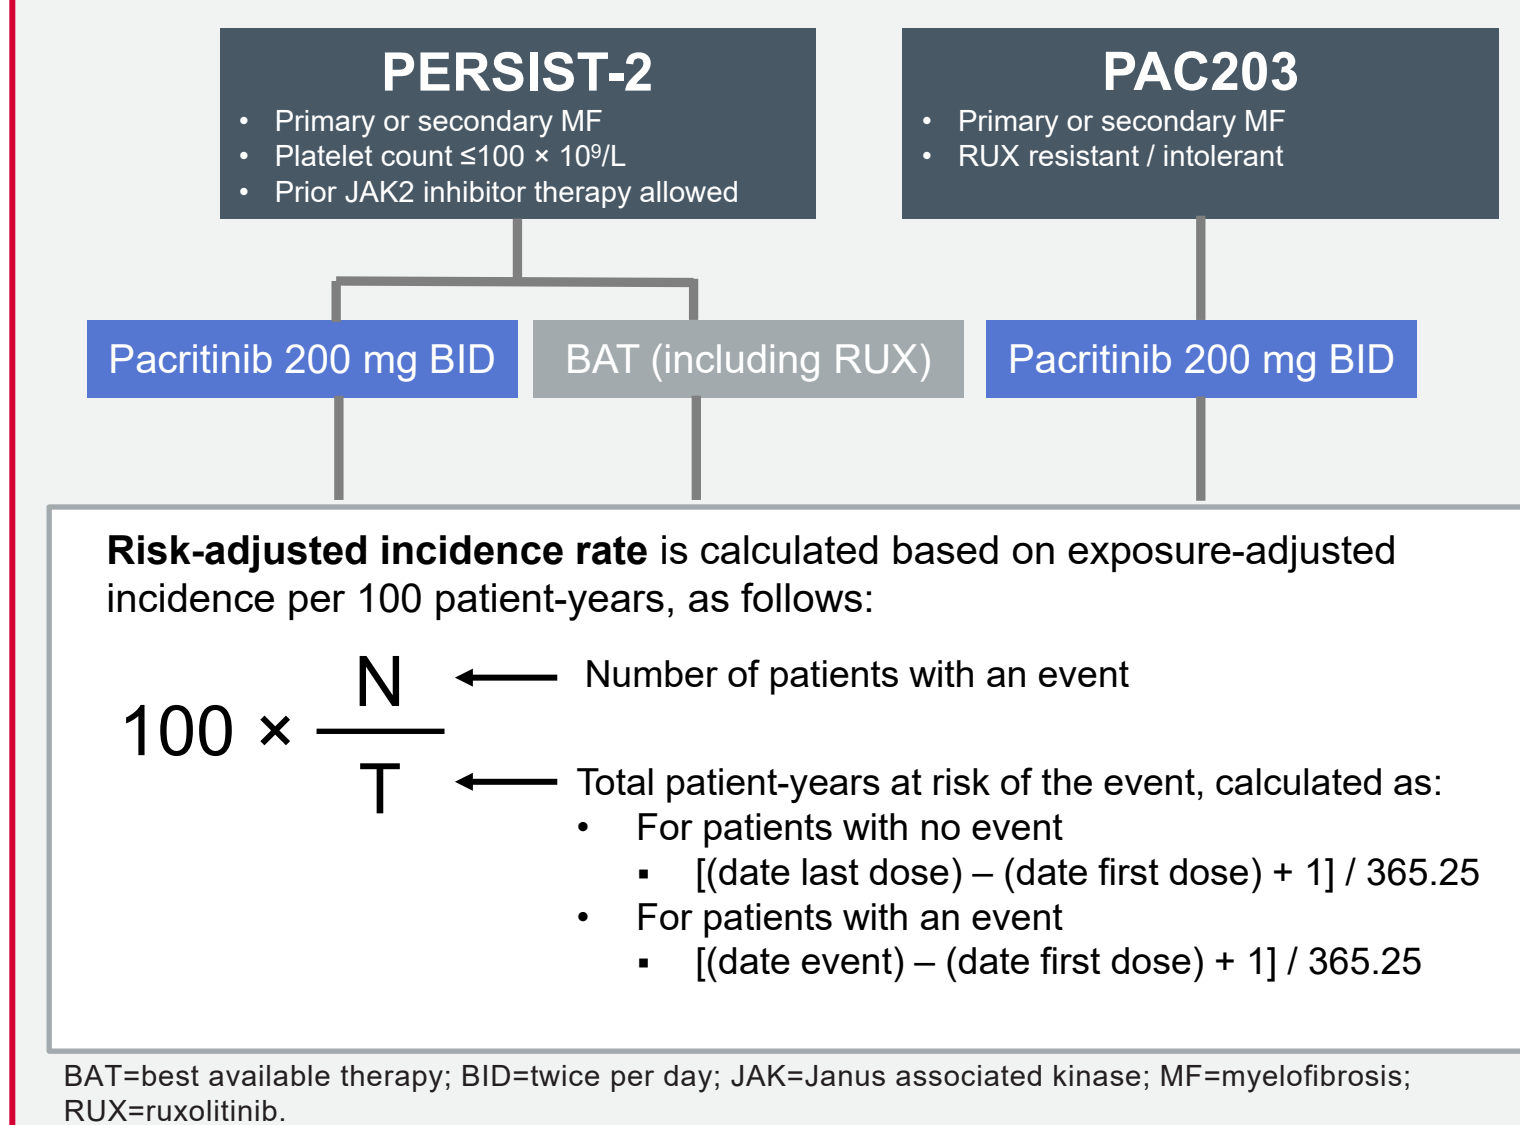 PERSIST-2
• Primary or secondary MF
• Platelet count ≤100 × 10⁹/L
• Prior JAK2 inhibitor therapy allowed
PAC203
• Primary or secondary MF
• RUX resistant / intolerant
Pacritinib 200 mg BID
BAT (including RUX)
Pacritinib 200 mg BID
Risk-adjusted incidence rate is calculated based on exposure-adjusted
incidence per 100 patient-years, as follows:
100 ×
N
T
Number of patients with an event
Total patient-years at risk of the event, calculated as:
• For patients with no event
▪ [(date last dose) – (date first dose) + 1] / 365.25
• For patients with an event
▪ [(date event) – (date first dose) + 1] / 365.25
BAT=best available therapy; BID=twice per day; JAK=Janus associated kinase; MF=myelofibrosis;
RUX=ruxolitinib.